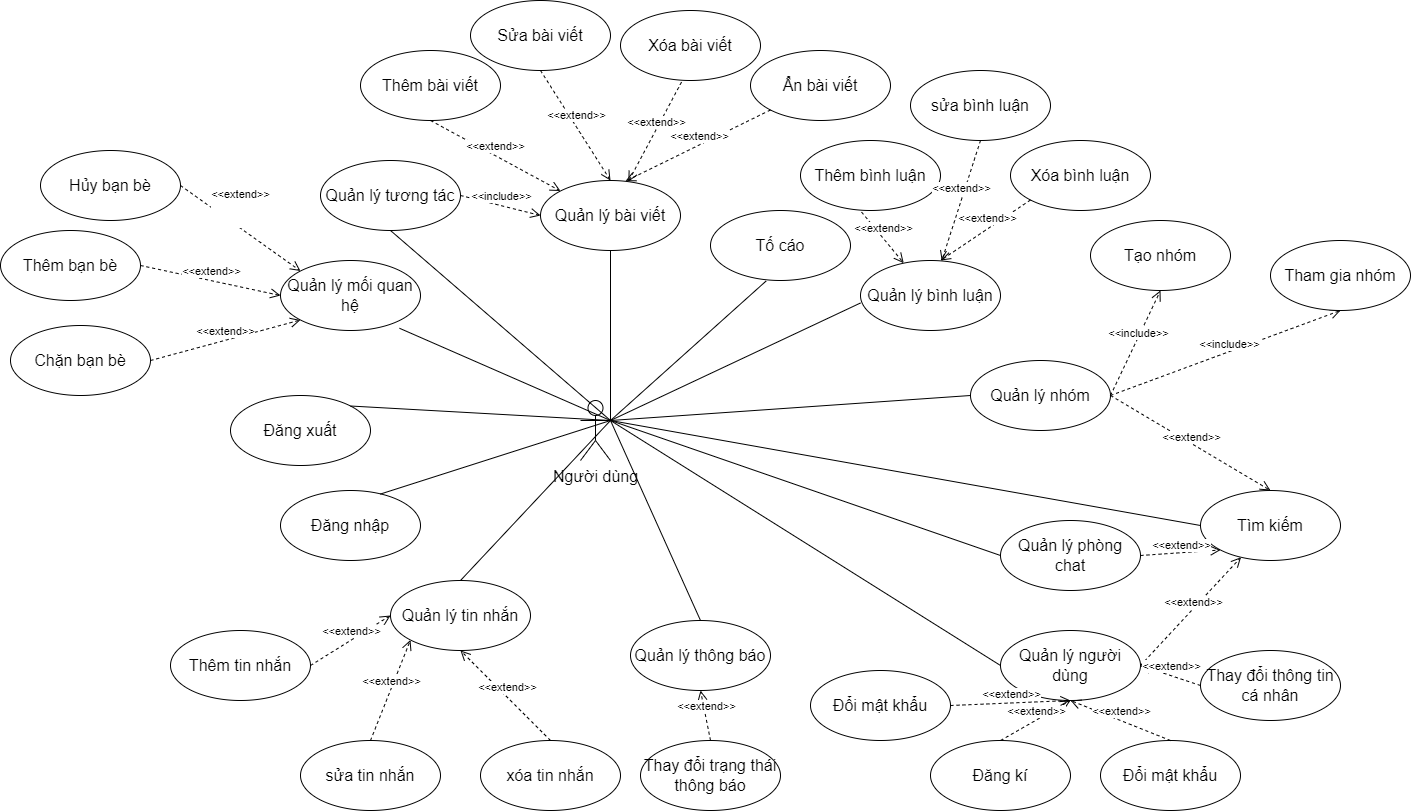 Sửa bài viết
Xóa bài viết
Thêm bài viết
Ẩn bài viết
sửa bình luận
<<extend>>
<<extend>>
<<extend>>
<<extend>>
Hủy bạn bè
<<extend>>
Quản lý tương tác
<<include>>
Quản lý bài viết
Thêm bình luận
<<extend>>
Xóa bình luận
<<extend>>
<<extend>>
Tố cáo
Tạo nhóm
Tham gia nhóm
Thêm bạn bè
<<extend>>
Quản lý mối quan
hệ
Quản lý bình luận
Chặn bạn bè
<<extend>>
<<include>>
<<include>>
Quản lý nhóm
Đăng xuất
<<extend>>
Người dùng
Đăng nhập
Tìm kiếm
Quản lý phòng
chat
<<extend>>
<<extend>>
Quản lý tin nhắn
<<extend>>
Thêm tin nhắn
<<extend>>
<<extend>>
Quản lý thông báo
<<extend>>
Quản lý người
dùng
<<extend>>
Thay đổi thông tin
cá nhân
Đổi mật khẩu
<<extend>>
<<extend>>
<<extend>>
sửa tin nhắn
xóa tin nhắn
Thay đổi trạng thái
thông báo
Đăng kí
Đổi mật khẩu